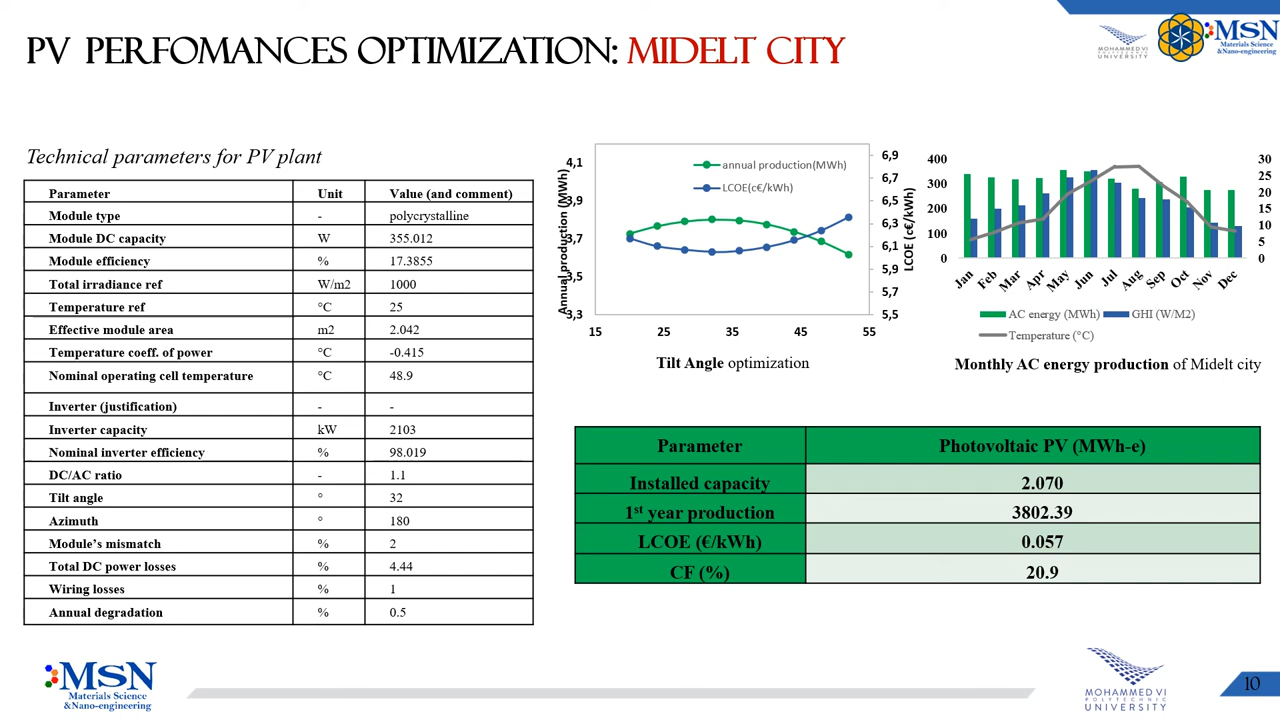 PV PERFOMANCES OPTIMIZATION: MIDELT CITY
MOHAMMED VI
POLYTECHNIC
UNIVERSITY
MSN
Materials Science
&Nano-engineering
Technical parameters for PV plant
Parameter Unit Value (and comment)
Module type - polycrystalline
Module DC capacity W 355.012
Module efficiency % 17.3855
Total irradiance ref W/m2 1000
Temperature ref °C 25
Effective module area m2 2.042
Temperature coeff. of power °C -0.415
Nominal operating cell temperature °C 48.9
Inverter (justification) - -
Inverter capacity kW 2103
Nominal inverter efficiency % 98.019
DC/AC ratio - 1.1
Tilt angle ° 32
Azimuth ° 180
Module's mismatch % 2
Total DC power losses % 4.44
Wiring losses % 1
Annual degradation % 0.5
Annual production (MWh)
4,1
3,9
3,7
3,5
3,3
annual production(MWh)
LCOE(c€/kWh)
6,9
6,7
6,5
6,3
6,1
5,9
5,7
5,5
LCOE (c€/kWh)
15 25 35 45 55
Tilt Angle optimization
400
300
200
100
0
30
25
20
15
10
5
0
Jan Feb Mar Apr May Jun Jul Aug Sep Oct Nov Dec
AC energy (MWh) GHI (W/M2)
Temperature (°C)
Monthly AC energy production of Midelt city
Parameter Photovoltaic PV (MWh-e)
Installed capacity 2.070
1st year production 3802.39
LCOE (€/kWh) 0.057
CF (%) 20.9
MSN
Materials Science
&Nano-engineering
MOHAMMED VI
POLYTECHNIC
UNIVERSITY
10